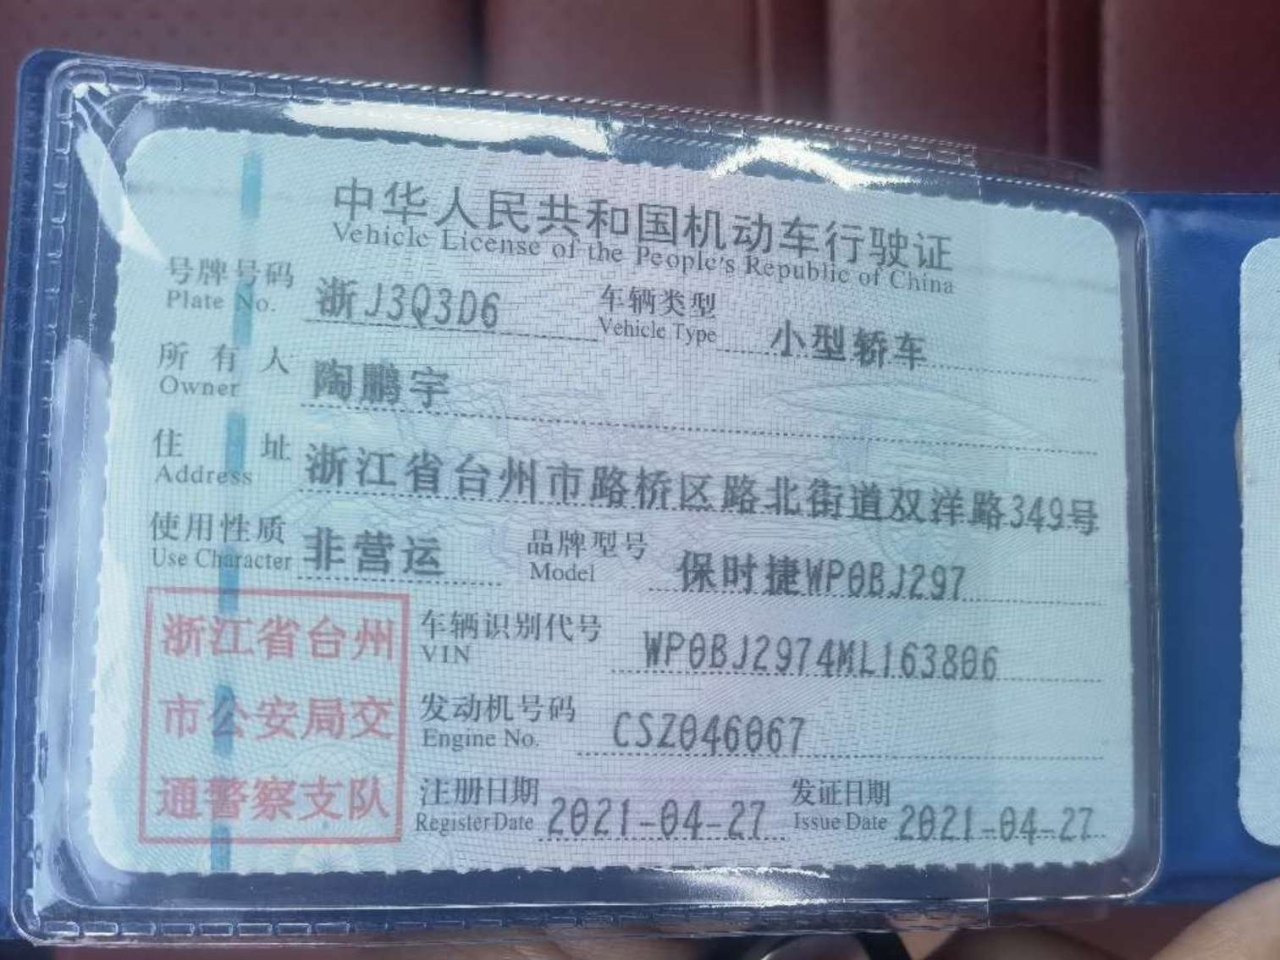 中华人民共和国机动车行驶证
Vehicle License of the People's Republic of China
号牌号码 浙J3Q3D6 车辆类型 小型轿车
Plate No. Vehicle Type
所有人 陶鹏宇
Owner
住址 浙江省台州市路桥区路北街道双洋路349号
Address
使用性质 非营运 品牌型号 保时捷WP0BJ297
Use Character Model
浙江省台州
市公安局交
通警察支队
车辆识别代号 WP0BJ2974ML163806
VIN
发动机号码 CSZ046067
Engine No.
注册日期 2021-04-27 发证日期 2021-04-27
Register Date Issue Date